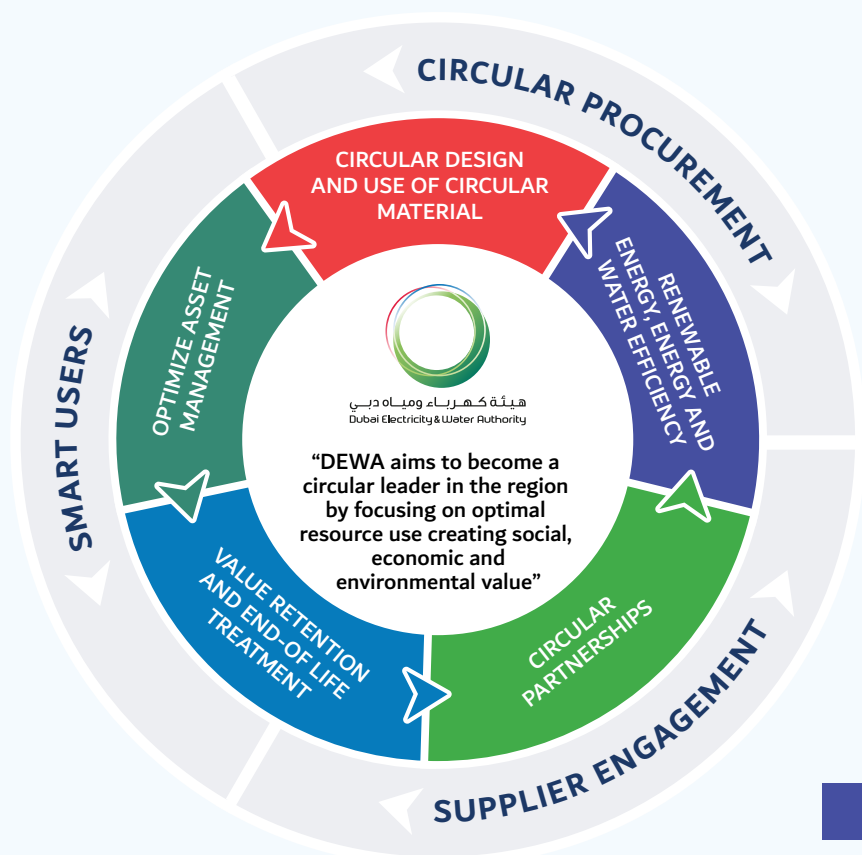 CIRCULAR PROCUREMENT
CIRCULAR DESIGN
AND USE OF CIRCULAR
MATERIAL
RENEWABLE
ENERGY, ENERGY AND
WATER EFFICIENCY
OPTIMIZE ASSET
MANAGEMENT
SMART USERS
هيئة كهرباء ومياه دبي
Dubai Electricity & Water Authority
“DEWA aims to become a
circular leader in the region
by focusing on optimal
resource use creating social,
economic and
environmental value”
VALUE RETENTION
AND END-OF LIFE
TREATMENT
CIRCULAR
PARTNERSHIPS
SUPPLIER ENGAGEMENT